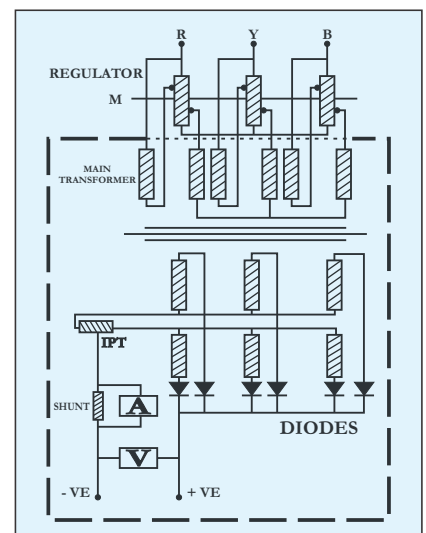 R Y B
REGULATOR
M
MAIN
TRANSFORMER
IPT
SHUNT
A
DIODES
V
- VE
+ VE